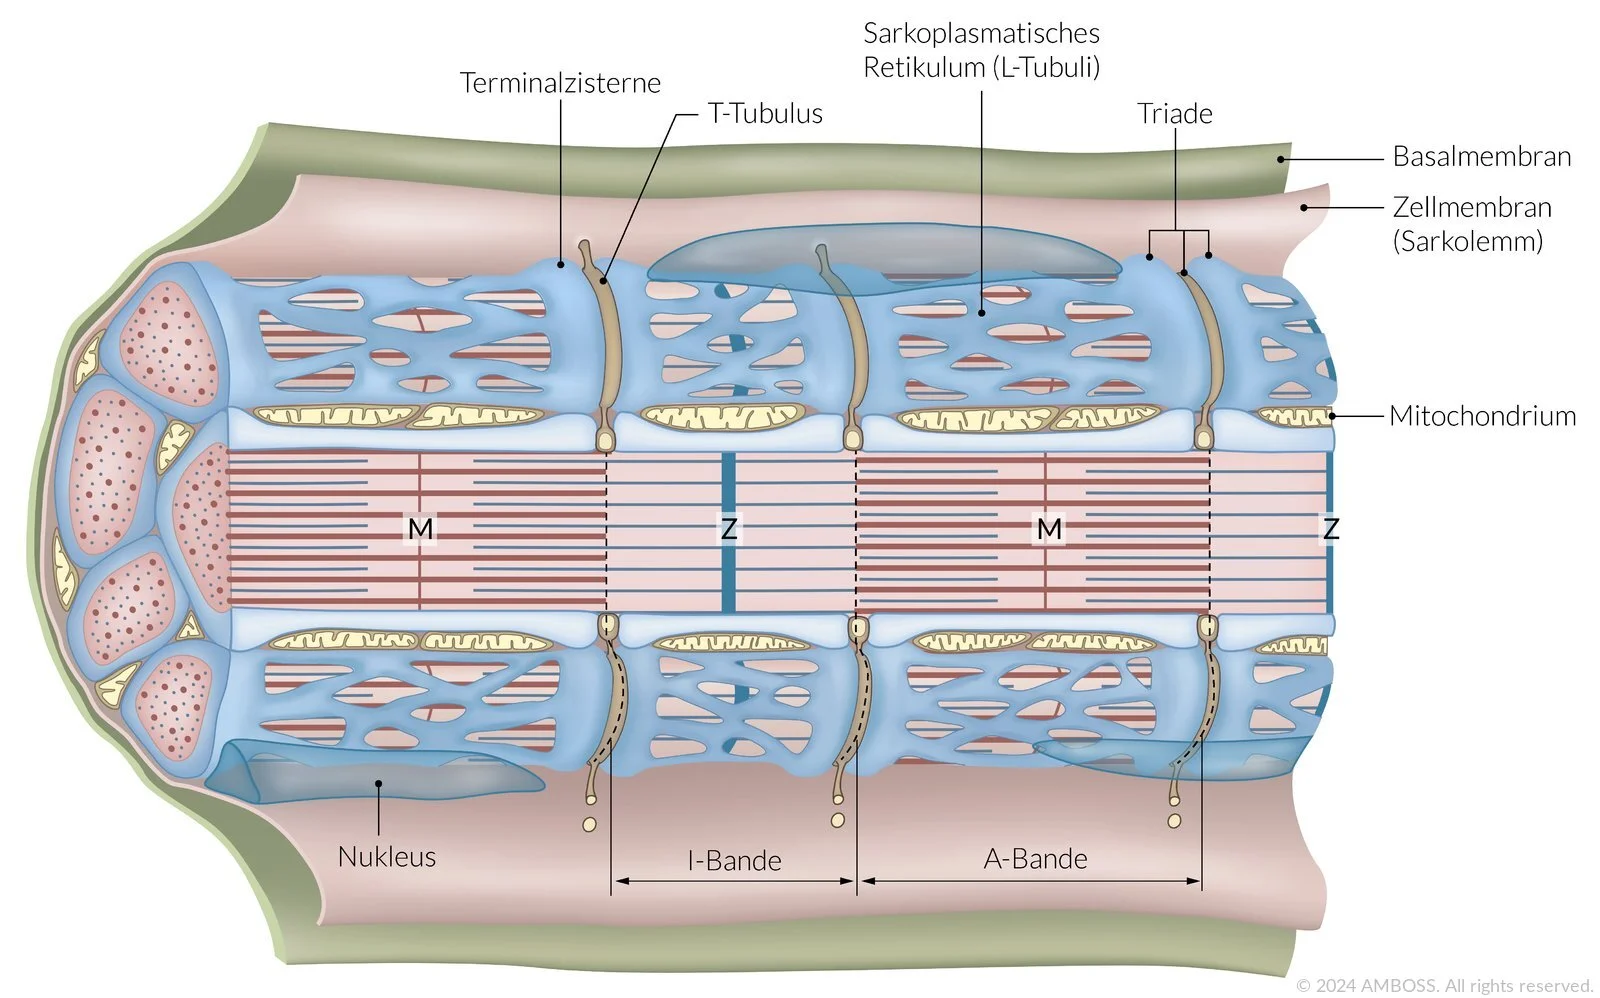 Sarkoplasmatisches
Retikulum (L-Tubuli)
Terminalzisterne
T-Tubulus
Triade
Basalmembran
Zellmembran
(Sarkolemm)
Mitochondrium
M
Z
M
Z
Nukleus
I-Bande
A-Bande
© 2024 AMBOSS. All rights reserved.